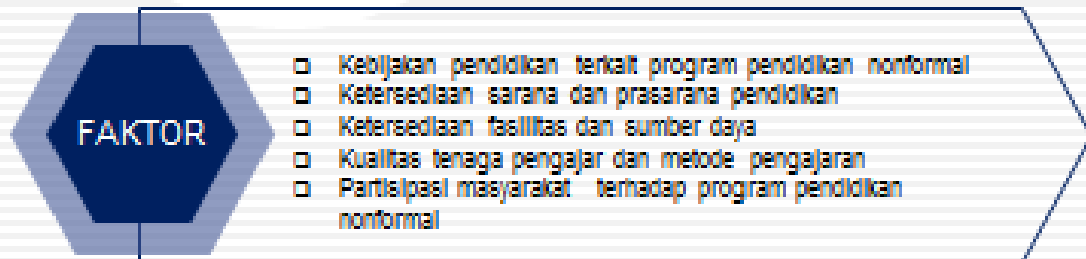 FAKTOR
□ Kebijakan pendidikan terkait program pendidikan nonformal
□ Ketersediaan sarana dan prasarana pendidikan
□ Ketersediaan fasilitas dan sumber daya
□ Kualitas tenaga pengajar dan metode pengajaran
□ Partisipasi masyarakat terhadap program pendidikan
nonformal